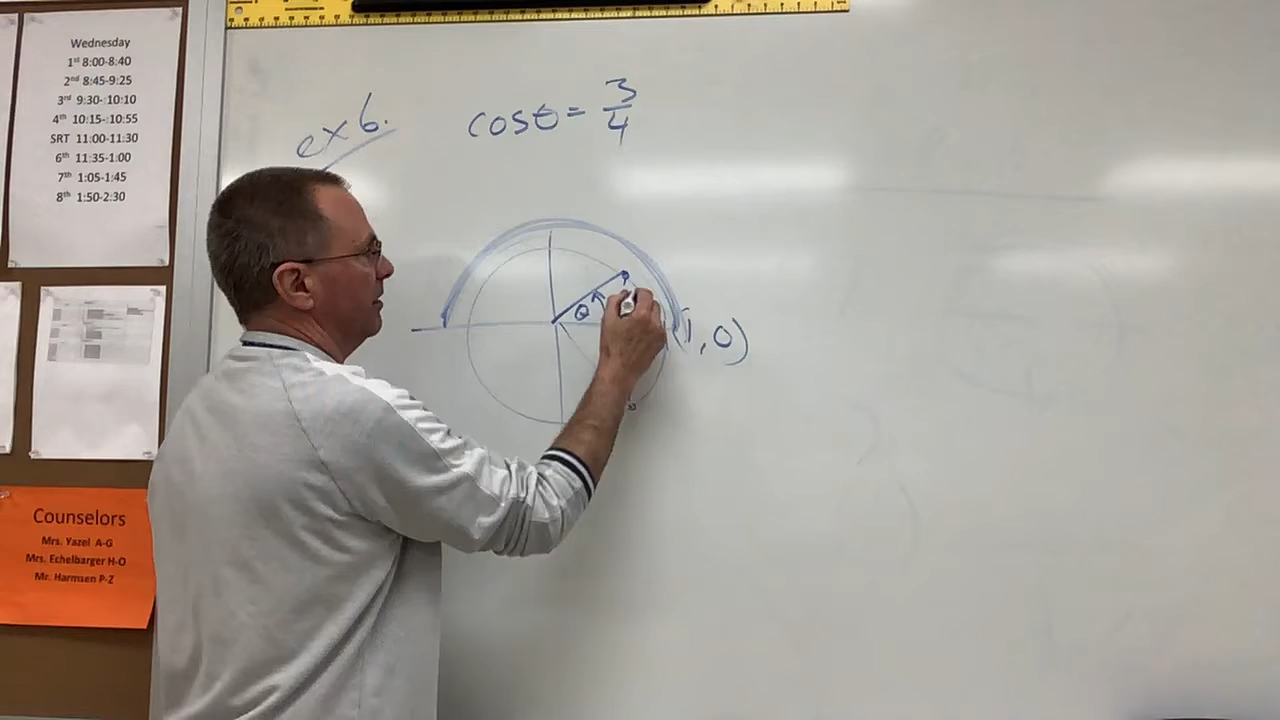 Wednesday
1st 8:00-8:40
2nd 8:45-9:25
3rd 9:30-10:10
4th 10:15-10:55
SRT 11:00-11:30
6th 11:35-1:00
7th 1:05-1:45
8th 1:50-2:30
Counselors
Mrs. Yazel A-G
Mrs. Echelbarger H-O
Mr. Harmsen P-Z
ex 6.
cos θ = 3/4
θ
(1,0)